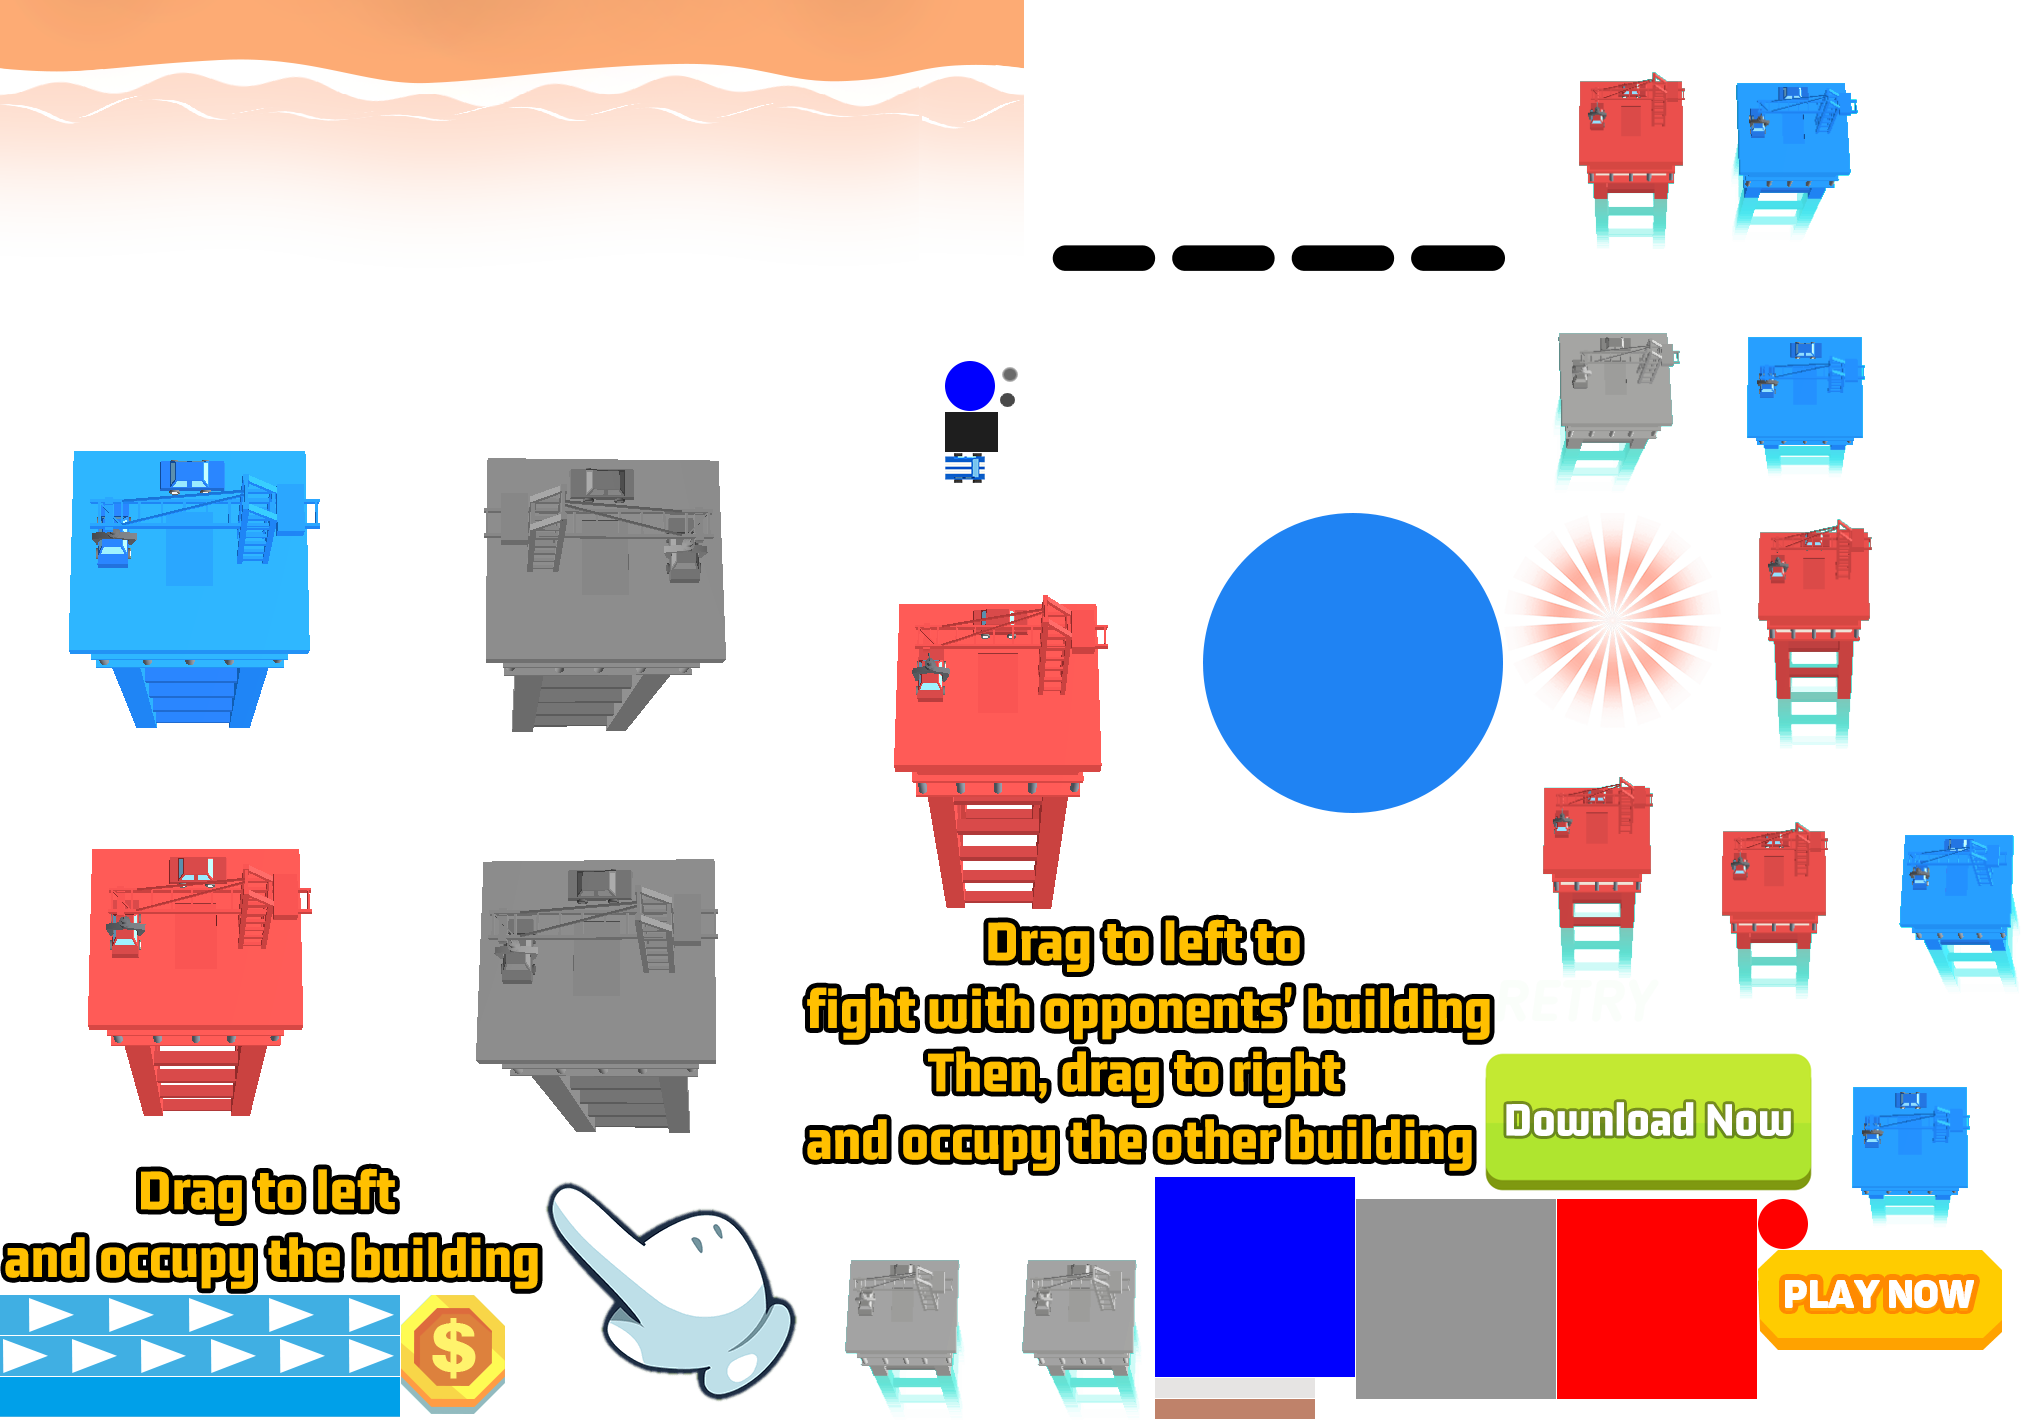 Drag to left to
fight with opponents' building
Then, drag to right
and occupy the other building
RETRY
Download Now
Drag to left
and occupy the building
$
PLAY NOW